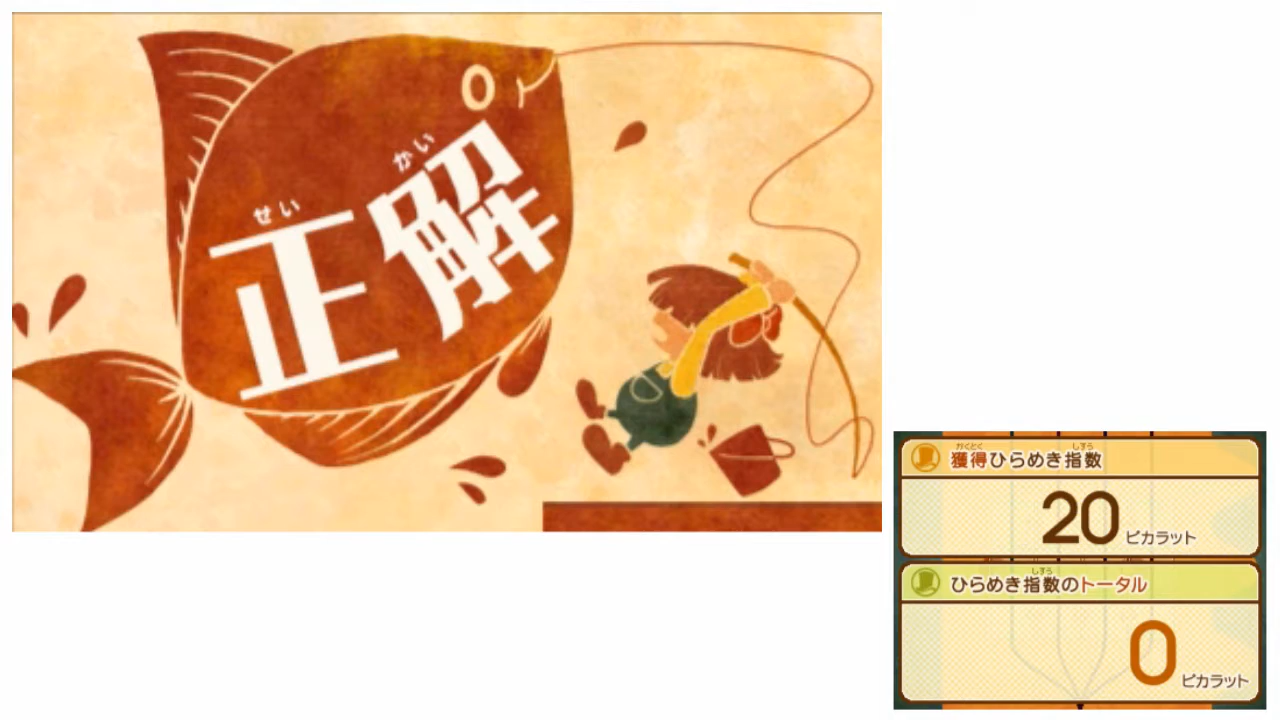 せい かい
正解
かくとく しすう
獲得ひらめき指数
20 ピカラット
しすう
ひらめき指数のトータル
0 ピカラット